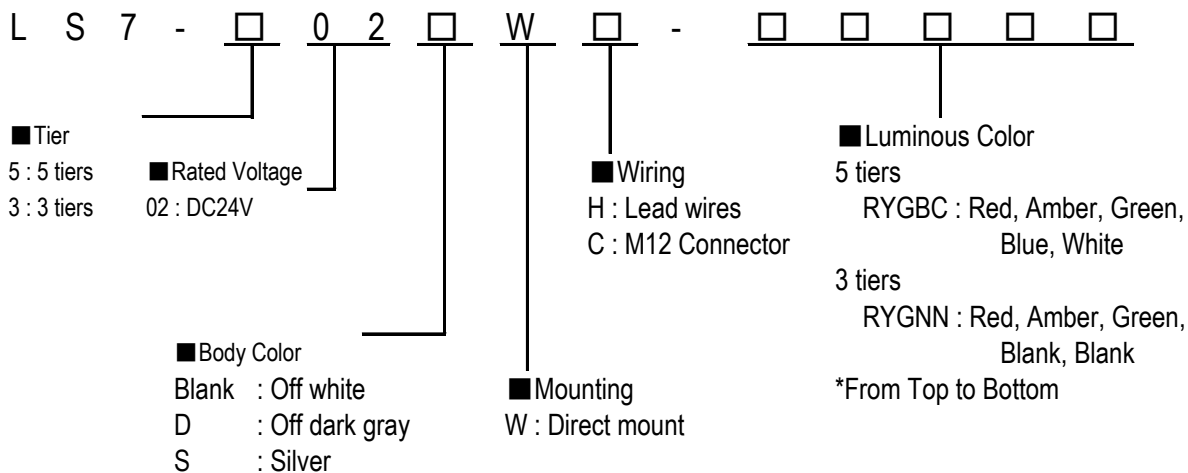 L S 7 - □ 0 2 □ W □ - □ □ □ □ □
■Tier
5 : 5 tiers
3 : 3 tiers
■Rated Voltage
02 : DC24V
■Body Color
Blank : Off white
D : Off dark gray
S : Silver
■Mounting
W : Direct mount
■Wiring
H : Lead wires
C : M12 Connector
■Luminous Color
5 tiers
RYGBC : Red, Amber, Green,
Blue, White
3 tiers
RYGNN : Red, Amber, Green,
Blank, Blank
*From Top to Bottom